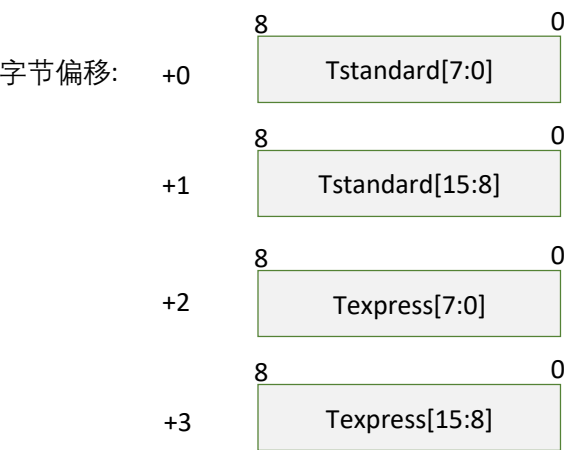 8 0
字节偏移: +0 Tstandard[7:0]
8 0
+1 Tstandard[15:8]
8 0
+2 Texpress[7:0]
8 0
+3 Texpress[15:8]